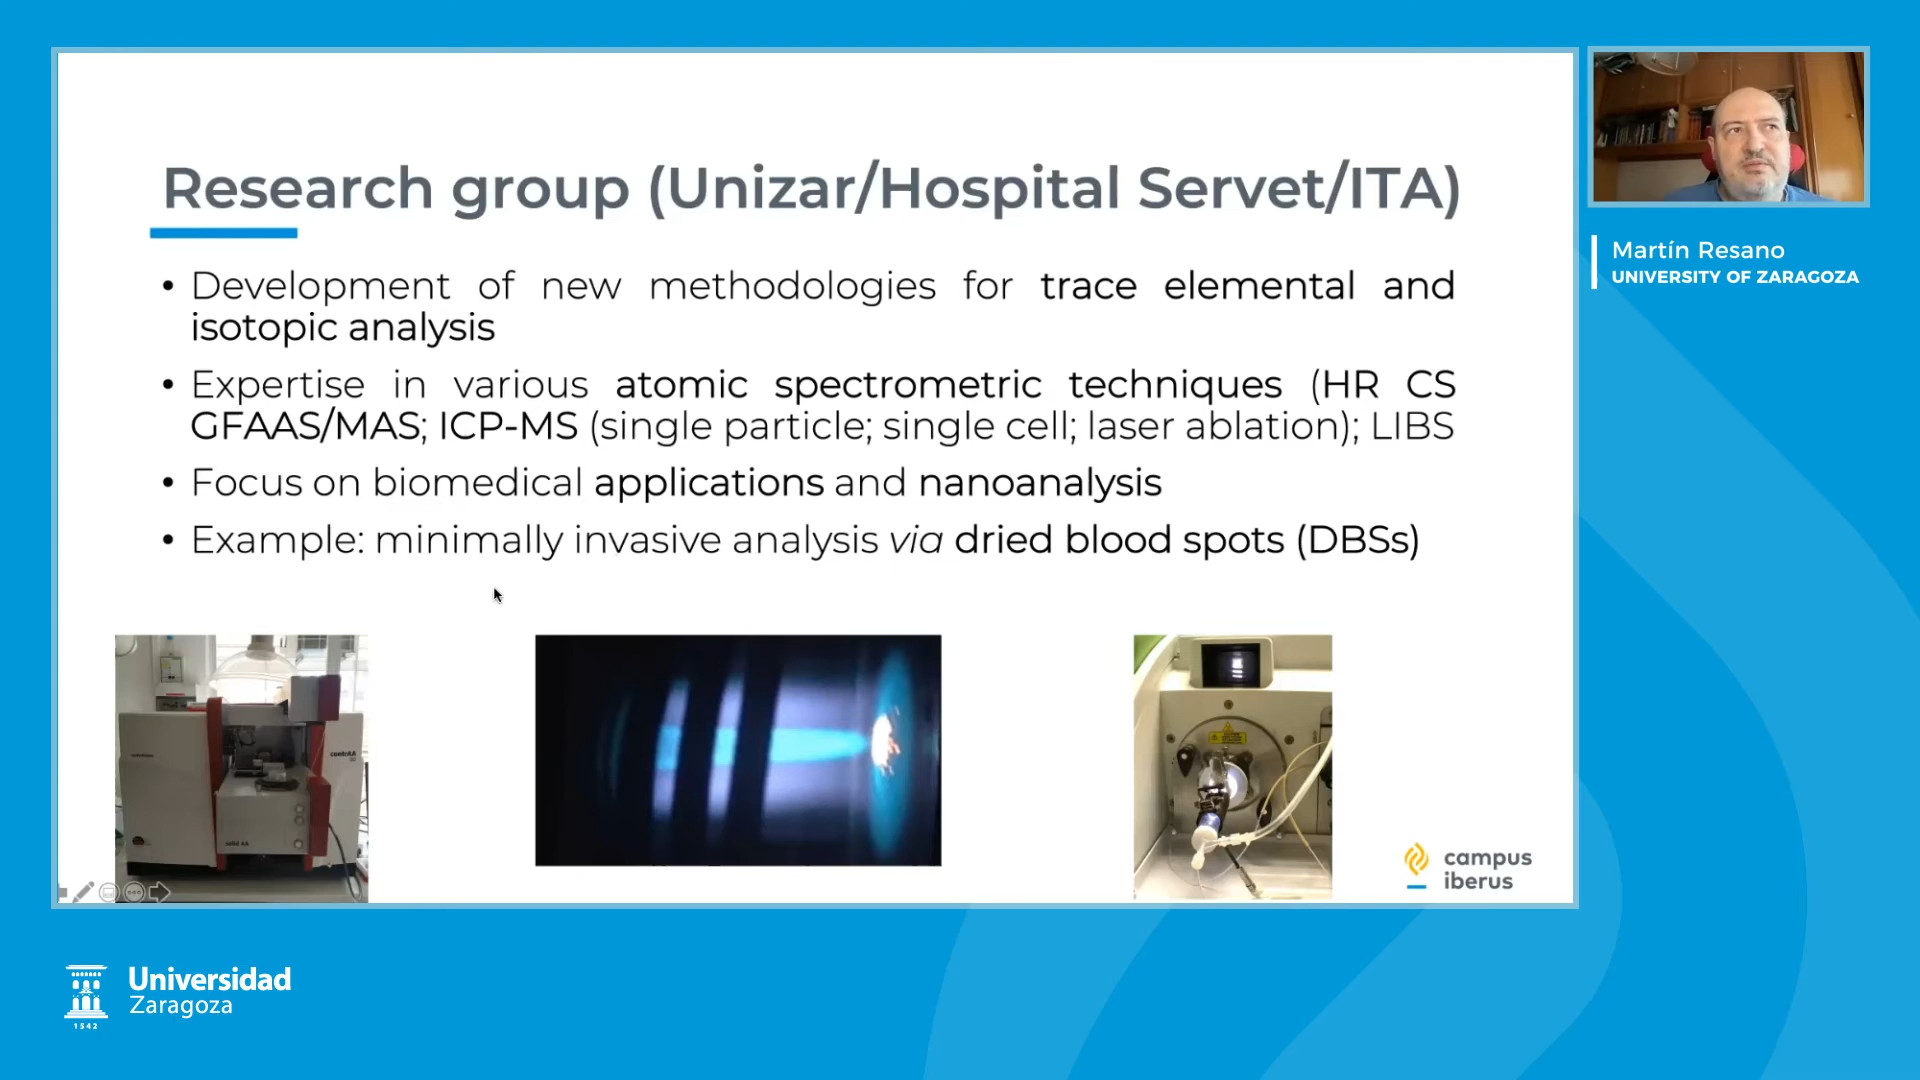 Research group (Unizar/Hospital Servet/ITA)
• Development of new methodologies for trace elemental and
isotopic analysis
• Expertise in various atomic spectrometric techniques (HR CS
GFAAS/MAS; ICP-MS (single particle; single cell; laser ablation); LIBS
• Focus on biomedical applications and nanoanalysis
• Example: minimally invasive analysis via dried blood spots (DBSs)
contrAA
solid AA
campus
iberus
Martín Resano
UNIVERSITY OF ZARAGOZA
Universidad
Zaragoza
1542